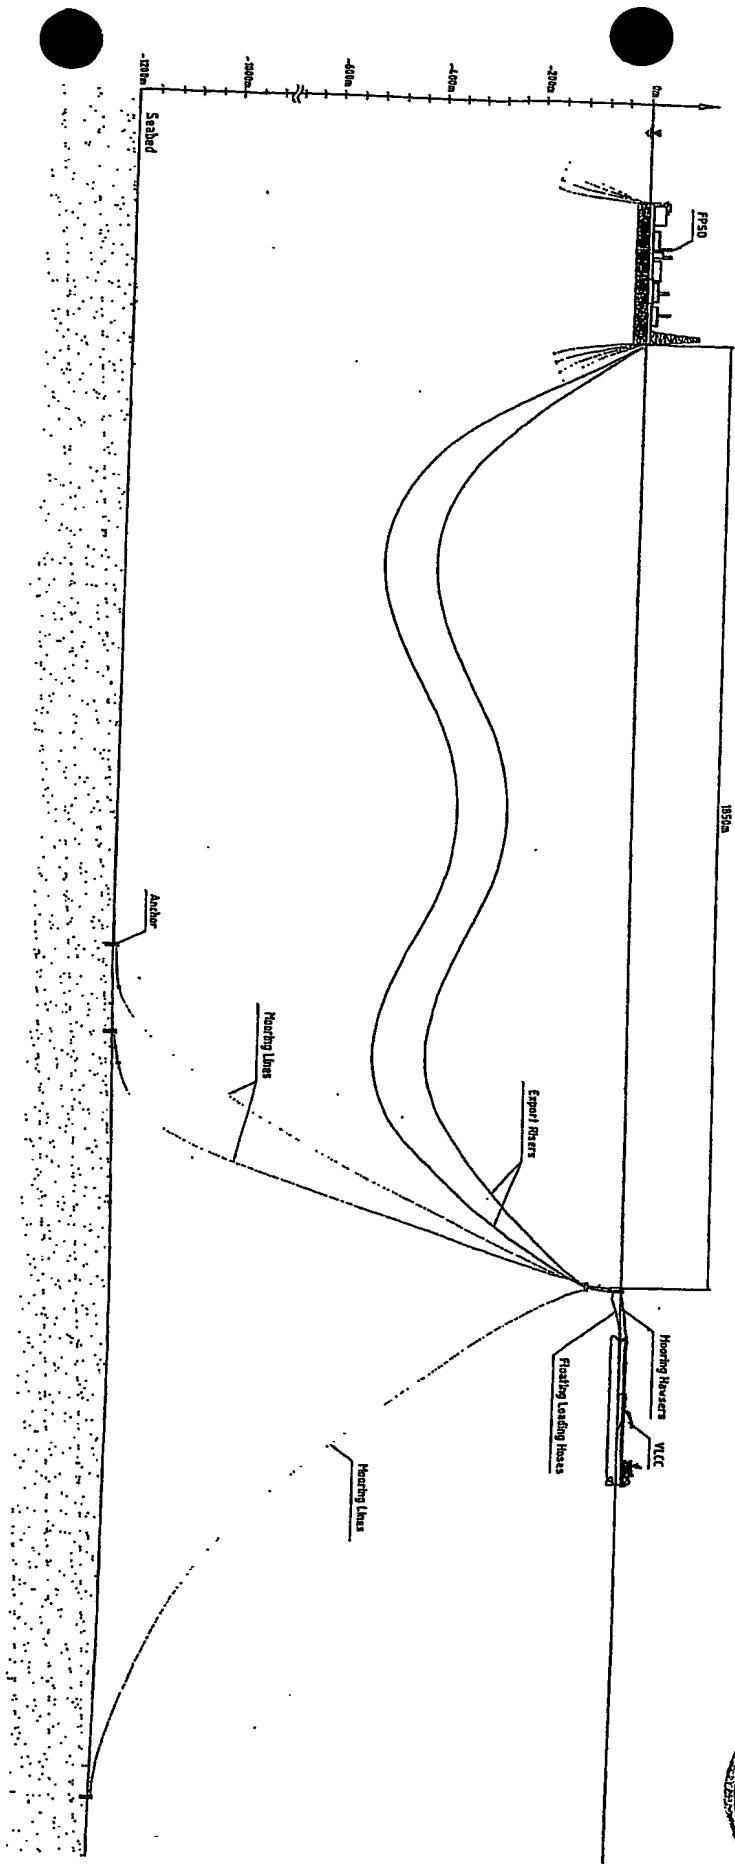 0m
-200m
-400m
-600m
-1000m
-1200m
Seabed
FPSO
1850m
Anchor
Mooring Lines
Export Risers
Mooring Hawsers
VLCC
Floating Loading Hoses
Mooring Lines